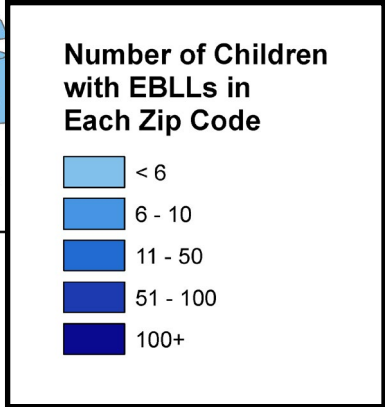 Number of Children
with EBLLs in
Each Zip Code
< 6
6 - 10
11 - 50
51 - 100
100+